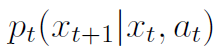 p_t(x_{t+1}|x_t, a_t)